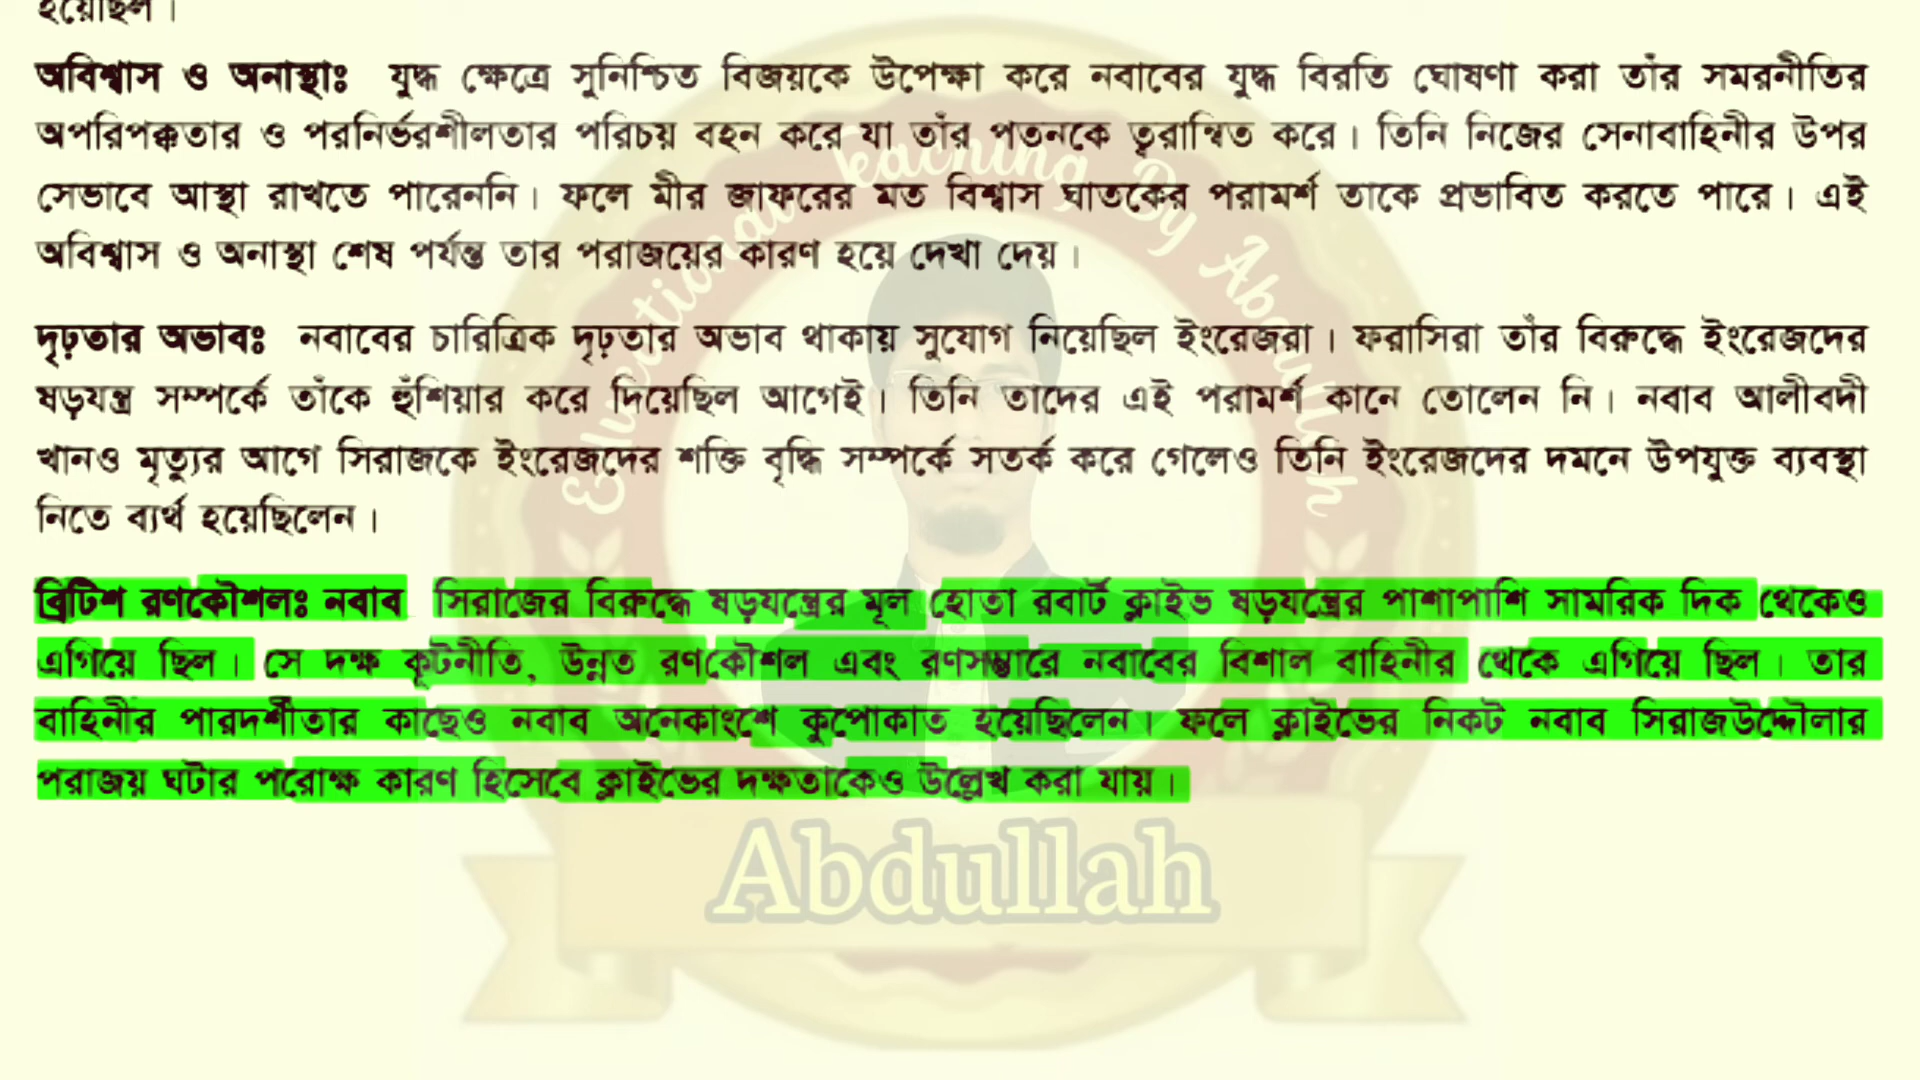 হয়েছিল।
অবিশ্বাস ও অনাস্থাঃ যুদ্ধ ক্ষেত্রে সুনিশ্চিত বিজয়কে উপেক্ষা করে নবাবের যুদ্ধ বিরতি ঘোষণা করা তাঁর সমরনীতির
অপরিপক্কতার ও পরনির্ভরশীলতার পরিচয় বহন করে যা তাঁর পতনকে ত্বরান্বিত করে। তিনি নিজের সেনাবাহিনীর উপর
সেভাবে আস্থা রাখতে পারেননি। ফলে মীর জাফরের মত বিশ্বাস ঘাতকের পরামর্শ তাকে প্রভাবিত করতে পারে। এই
অবিশ্বাস ও অনাস্থা শেষ পর্যন্ত তার পরাজয়ের কারণ হয়ে দেখা দেয়।
দৃঢ়তার অভাবঃ নবাবের চারিত্রিক দৃঢ়তার অভাব থাকায় সুযোগ নিয়েছিল ইংরেজরা। ফরাসিরা তাঁর বিরুদ্ধে ইংরেজদের
ষড়যন্ত্র সম্পর্কে তাঁকে হুঁশিয়ার করে দিয়েছিল আগেই। তিনি তাদের এই পরামর্শ কানে তোলেন নি। নবাব আলীবর্দী
খানও মৃত্যুর আগে সিরাজকে ইংরেজদের শক্তি বৃদ্ধি সম্পর্কে সতর্ক করে গেলেও তিনি ইংরেজদের দমনে উপযুক্ত ব্যবস্থা
নিতে ব্যর্থ হয়েছিলেন।
ব্রিটিশ রণকৌশলঃ নবাব সিরাজের বিরুদ্ধে ষড়যন্ত্রের মূল হোতা রবার্ট ক্লাইভ ষড়যন্ত্রের পাশাপাশি সামরিক দিক থেকেও
এগিয়ে ছিল। সে দক্ষ কূটনীতি, উন্নত রণকৌশল এবং রণসম্ভারে নবাবের বিশাল বাহিনীর থেকে এগিয়ে ছিল। তার
বাহিনীর পারদর্শীতার কাছেও নবাব অনেকাংশে কুপোকাত হয়েছিলেন। ফলে ক্লাইভের নিকট নবাব সিরাজউদ্দৌলার
পরাজয় ঘটার পরোক্ষ কারণ হিসেবে ক্লাইভের দক্ষতাকেও উল্লেখ করা যায়।
Educational Teaching By Abdullah
Abdullah